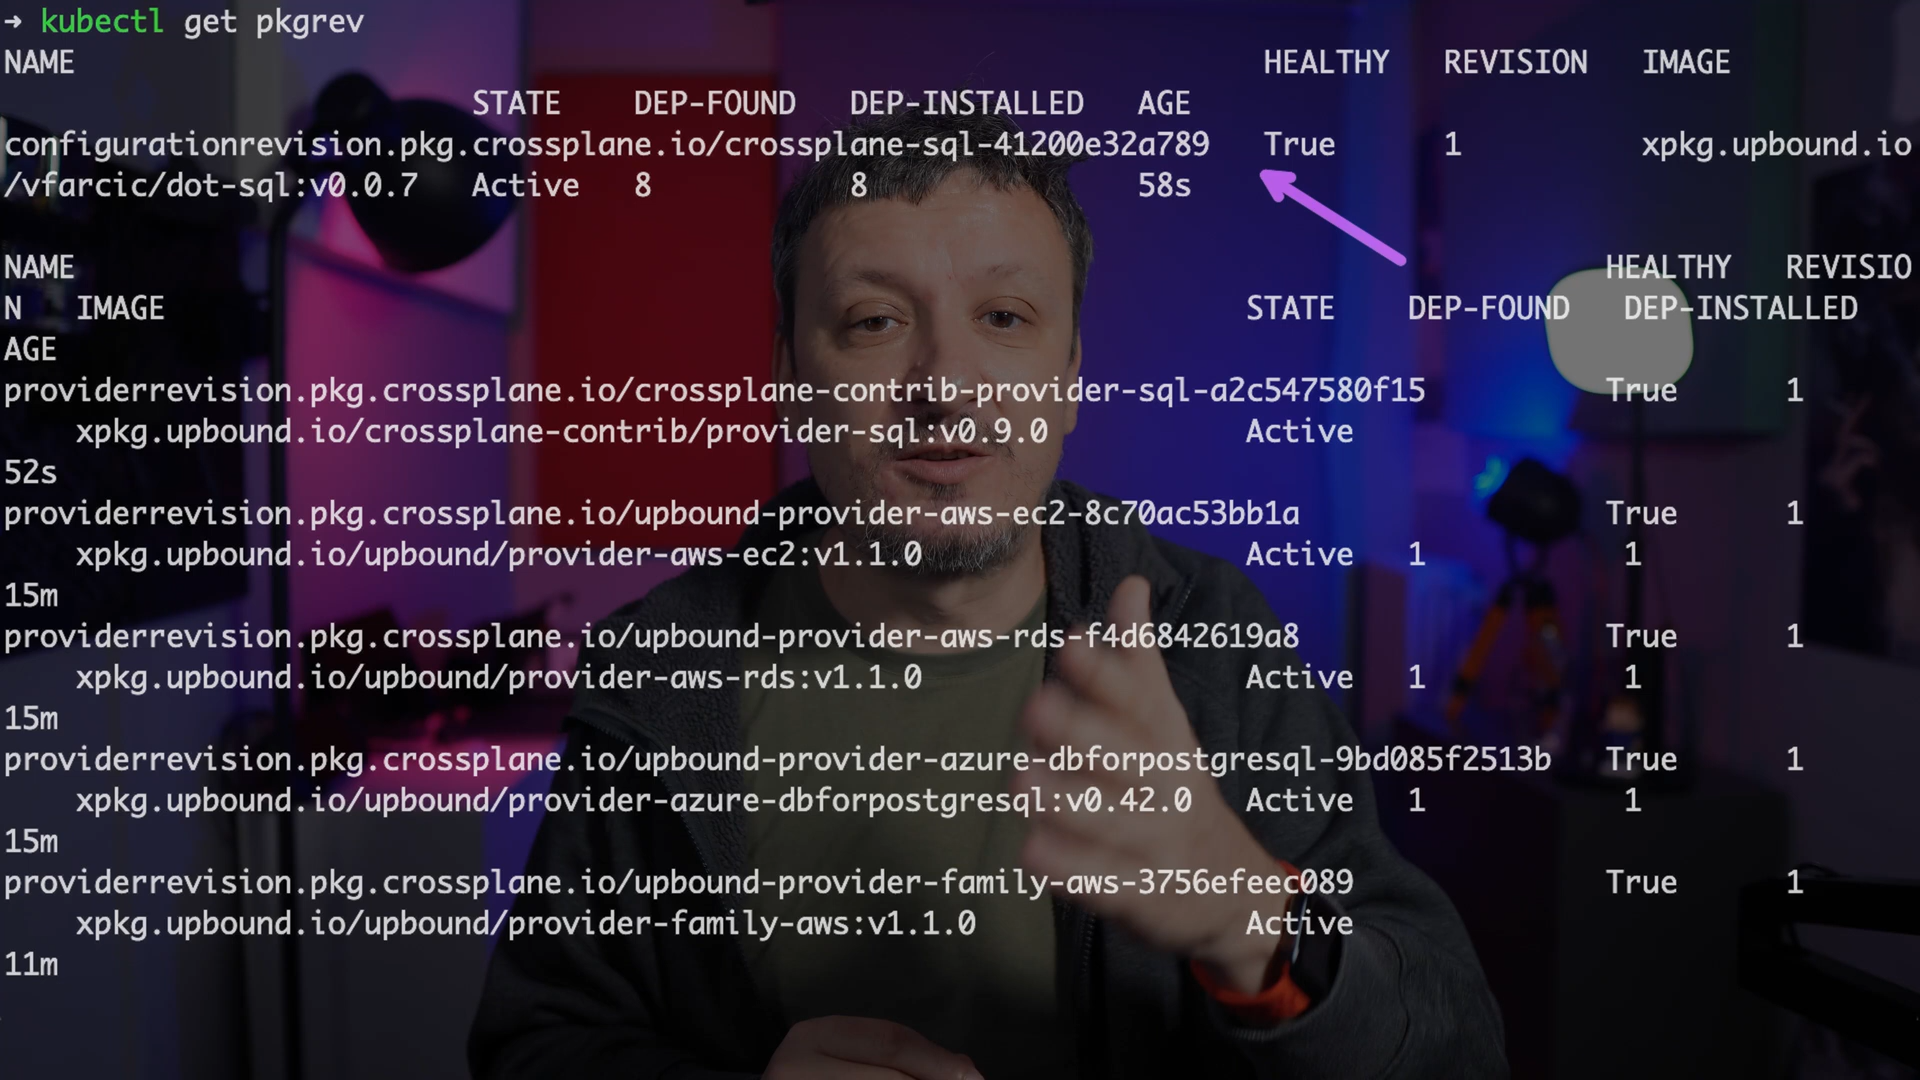 → kubectl get pkgrev
NAME HEALTHY REVISION IMAGE
STATE DEP-FOUND DEP-INSTALLED AGE
configurationrevision.pkg.crossplane.io/crossplane-sql-41200e32a789 True 1 xpkg.upbound.io
/vfarcic/dot-sql:v0.0.7 Active 8 8 58s
NAME HEALTHY REVISIO
N IMAGE STATE DEP-FOUND DEP-INSTALLED
AGE
providerrevision.pkg.crossplane.io/crossplane-contrib-provider-sql-a2c547580f15 True 1
xpkg.upbound.io/crossplane-contrib/provider-sql:v0.9.0 Active
52s
providerrevision.pkg.crossplane.io/upbound-provider-aws-ec2-8c70ac53bb1a True 1
xpkg.upbound.io/upbound/provider-aws-ec2:v1.1.0 Active 1 1
15m
providerrevision.pkg.crossplane.io/upbound-provider-aws-rds-f4d6842619a8 True 1
xpkg.upbound.io/upbound/provider-aws-rds:v1.1.0 Active 1 1
15m
providerrevision.pkg.crossplane.io/upbound-provider-azure-dbforpostgresql-9bd085f2513b True 1
xpkg.upbound.io/upbound/provider-azure-dbforpostgresql:v0.42.0 Active 1 1
15m
providerrevision.pkg.crossplane.io/upbound-provider-family-aws-3756efeec089 True 1
xpkg.upbound.io/upbound/provider-family-aws:v1.1.0 Active
11m